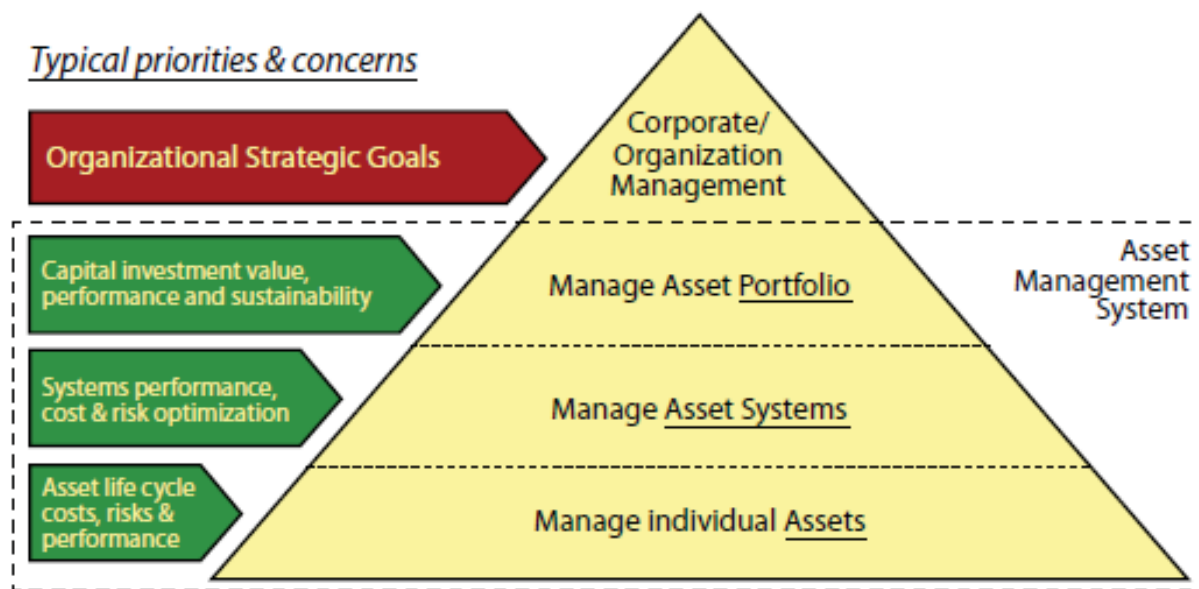 Typical priorities & concerns
Organizational Strategic Goals
Corporate/
Organization
Management
Capital investment value,
performance and sustainability
Manage Asset Portfolio
Asset
Management
System
Systems performance,
cost & risk optimization
Manage Asset Systems
Asset life cycle
costs, risks &
performance
Manage individual Assets